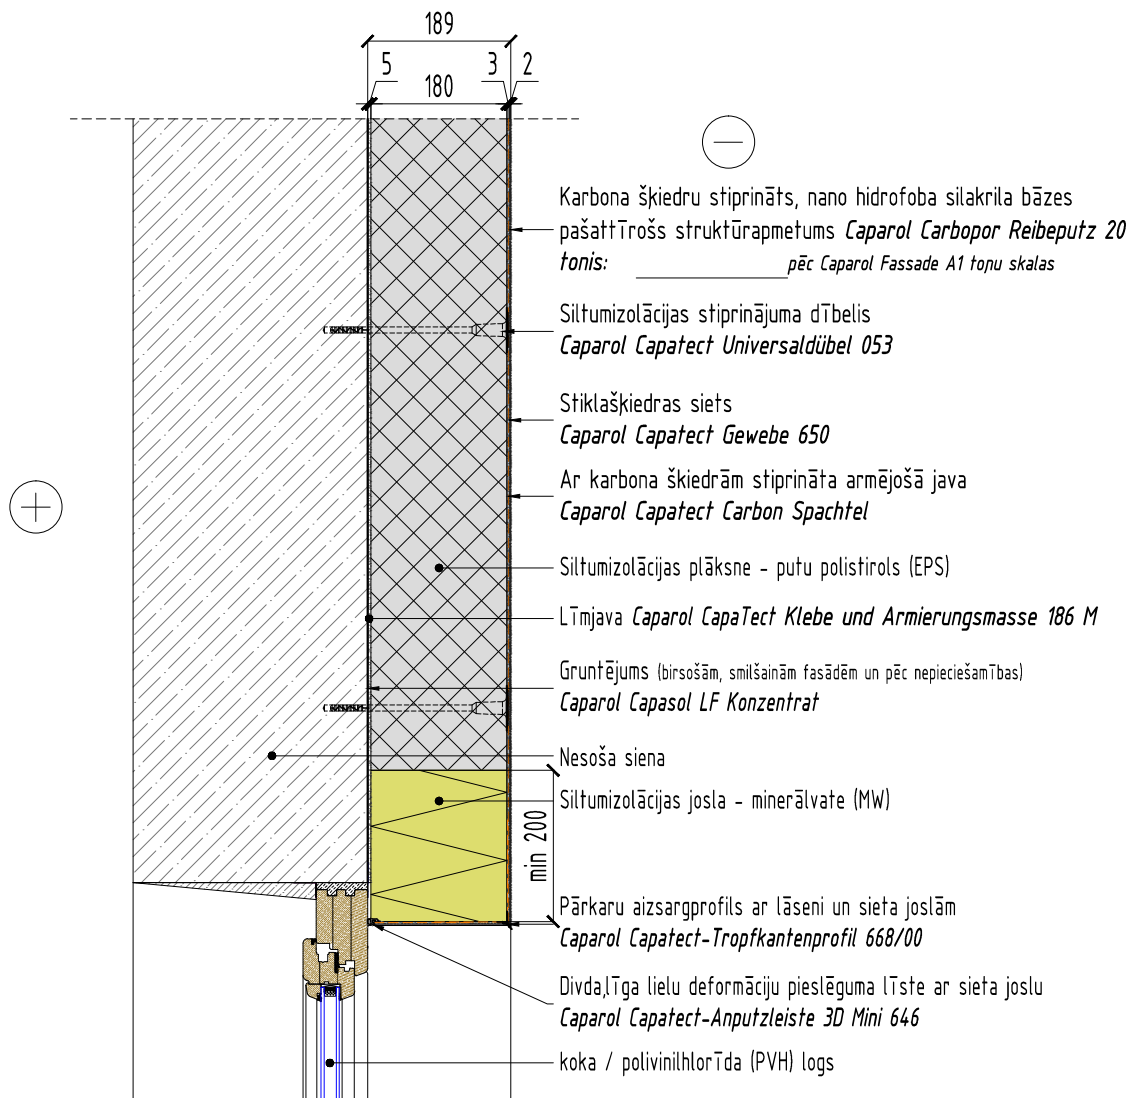 189
5
3
2
180
Karbona šķiedru stiprināts, nano hidrofoba silakrila bāzes
pašattīrošs struktūrapmetums Caparol Carbopor Reibeputz 20
tonis: pēc Caparol Fassade A1 toņu skalas
Siltumizolācijas stiprinājuma dībelis
Caparol Capatect Universaldübel 053
Stiklašķiedras siets
Caparol Capatect Gewebe 650
Ar karbona šķiedrām stiprināta armējošā java
Caparol Capatect Carbon Spachtel
Siltumizolācijas plāksne - putu polistirols (EPS)
Līmjava Caparol CapaTect Klebe und Armierungsmasse 186 M
Gruntējums (birsošām, smilšainām fasādēm un pēc nepieciešamības)
Caparol Capasol LF Konzentrat
Nesoša siena
Siltumizolācijas josla - minerālvate (MW)
min 200
Pārkaru aizsargprofils ar lāseni un sieta joslām
Caparol Capatect-Tropfkantenprofil 668/00
Divda,līga lielu deformāciju pieslēguma līste ar sieta joslu
Caparol Capatect-Anputzleiste 3D Mini 646
koka / polivinilhlorīda (PVH) logs